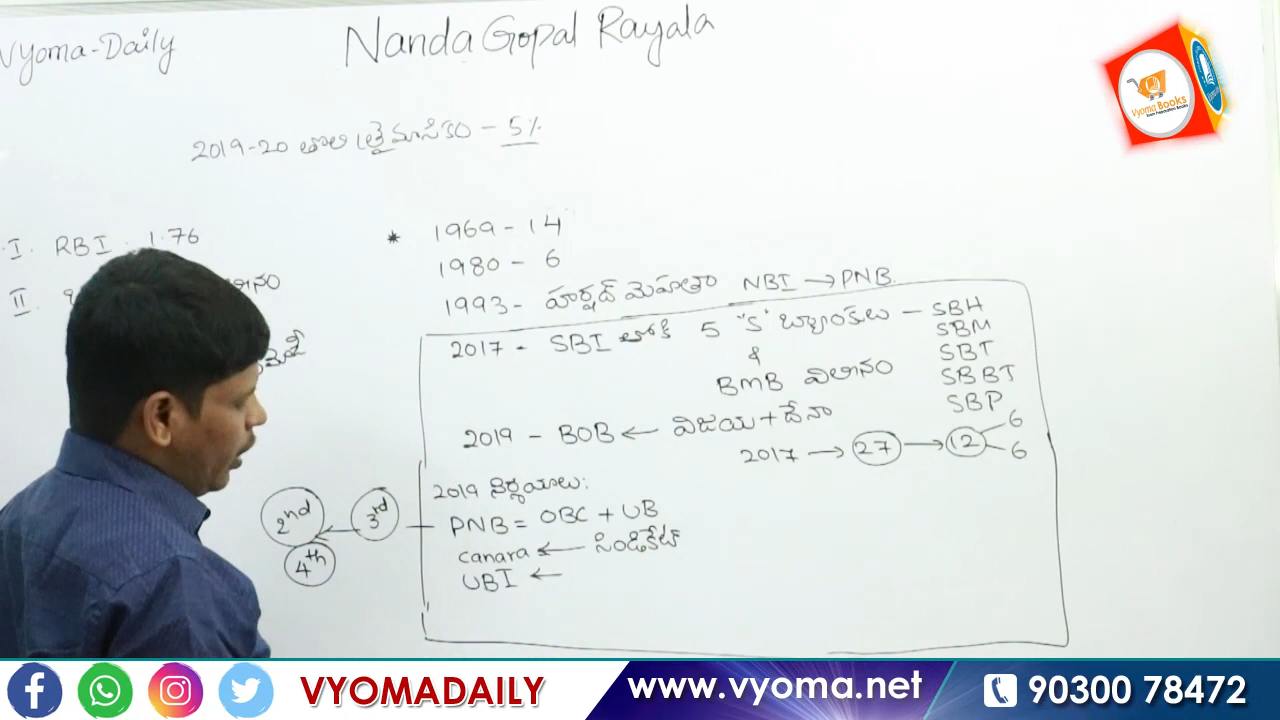 Vyoma-Daily
Nanda Gopal Rayala
Vyoma Books
2019-20 తొలి త్రైమాసికం - 5%
I. RBI. 1.76
II.
* 1969 - 14
1980 - 6
1993 - హర్షద్ మెహతా NBI → PNB
2017 - SBI లోకి 5 "క" బ్యాంకులు - SBH
SBM
& SBT
BMB విలీనం SBBT
SBP
2019 - BOB ← విజయ + దేనా
2017 → 27 → 12 6
6
2019 నిర్ణయాలు:
2nd ← 3rd PNB = OBC + UB
4th canara ← సిండికేట్
UBI ←
VYOMADAILY
www.vyoma.net
90300 78472